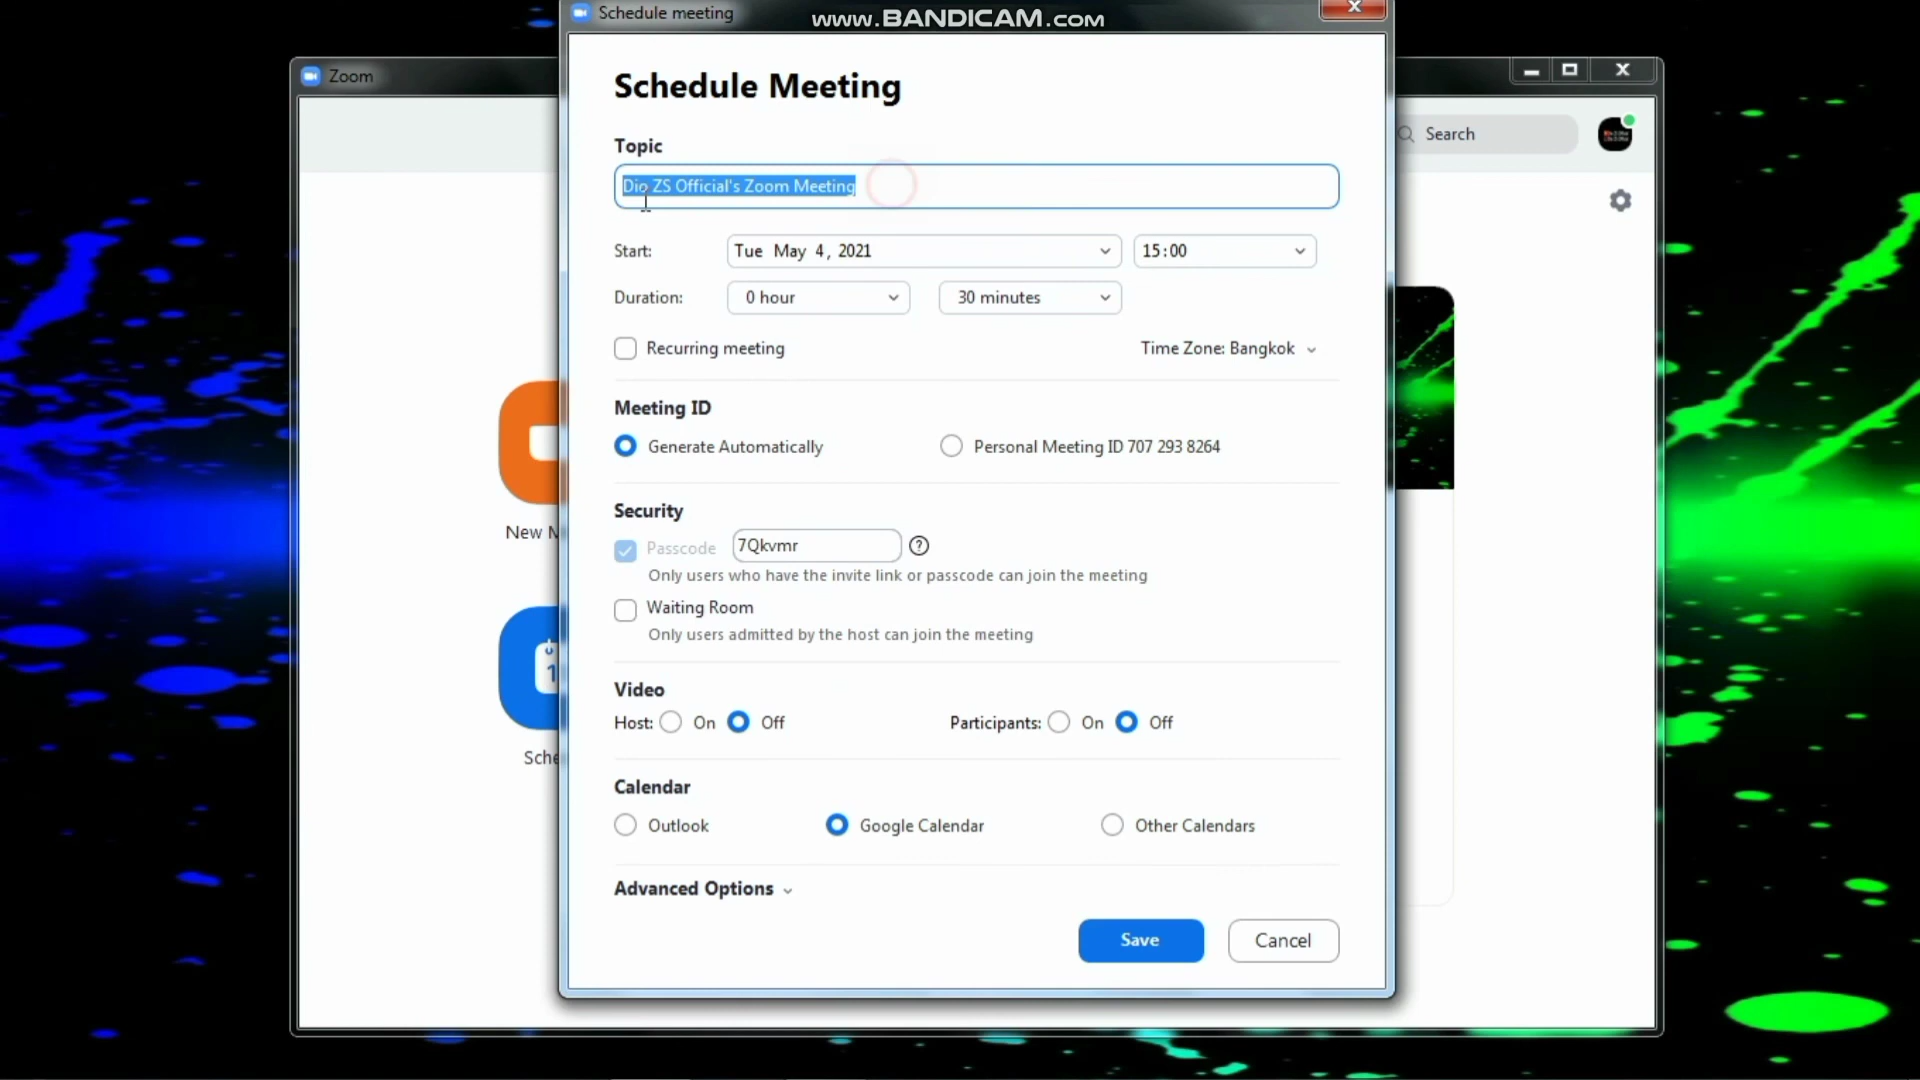 Schedule meeting
www.BANDICAM.com
Zoom
Schedule Meeting
Search
Topic
Dio ZS Official's Zoom Meeting
Start: Tue May 4, 2021 15:00
Duration: 0 hour 30 minutes
Recurring meeting Time Zone: Bangkok
Meeting ID
Generate Automatically Personal Meeting ID 707 293 8264
Security
New M
Passcode 7Qkvmr ?
Only users who have the invite link or passcode can join the meeting
Waiting Room
Only users admitted by the host can join the meeting
1
Video
Host: On Off Participants: On Off
Sche
Calendar
Outlook Google Calendar Other Calendars
Advanced Options
Save Cancel